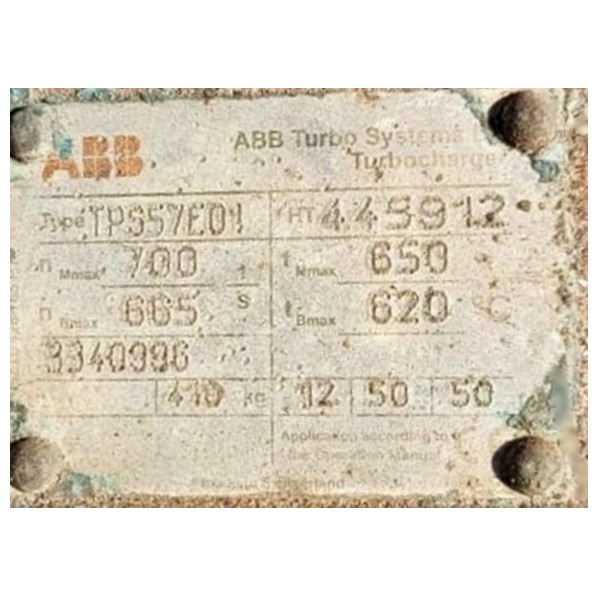 ABB
ABB Turbo Systems
Turbocharger
Type TPS57E01 HT 445912
n Mmax 700 1 t Mmax 650
n Bmax 665 s t Bmax 620 °C
3340996
410 kg 12 50 50
Application according to
the Operation Manual
Switzerland